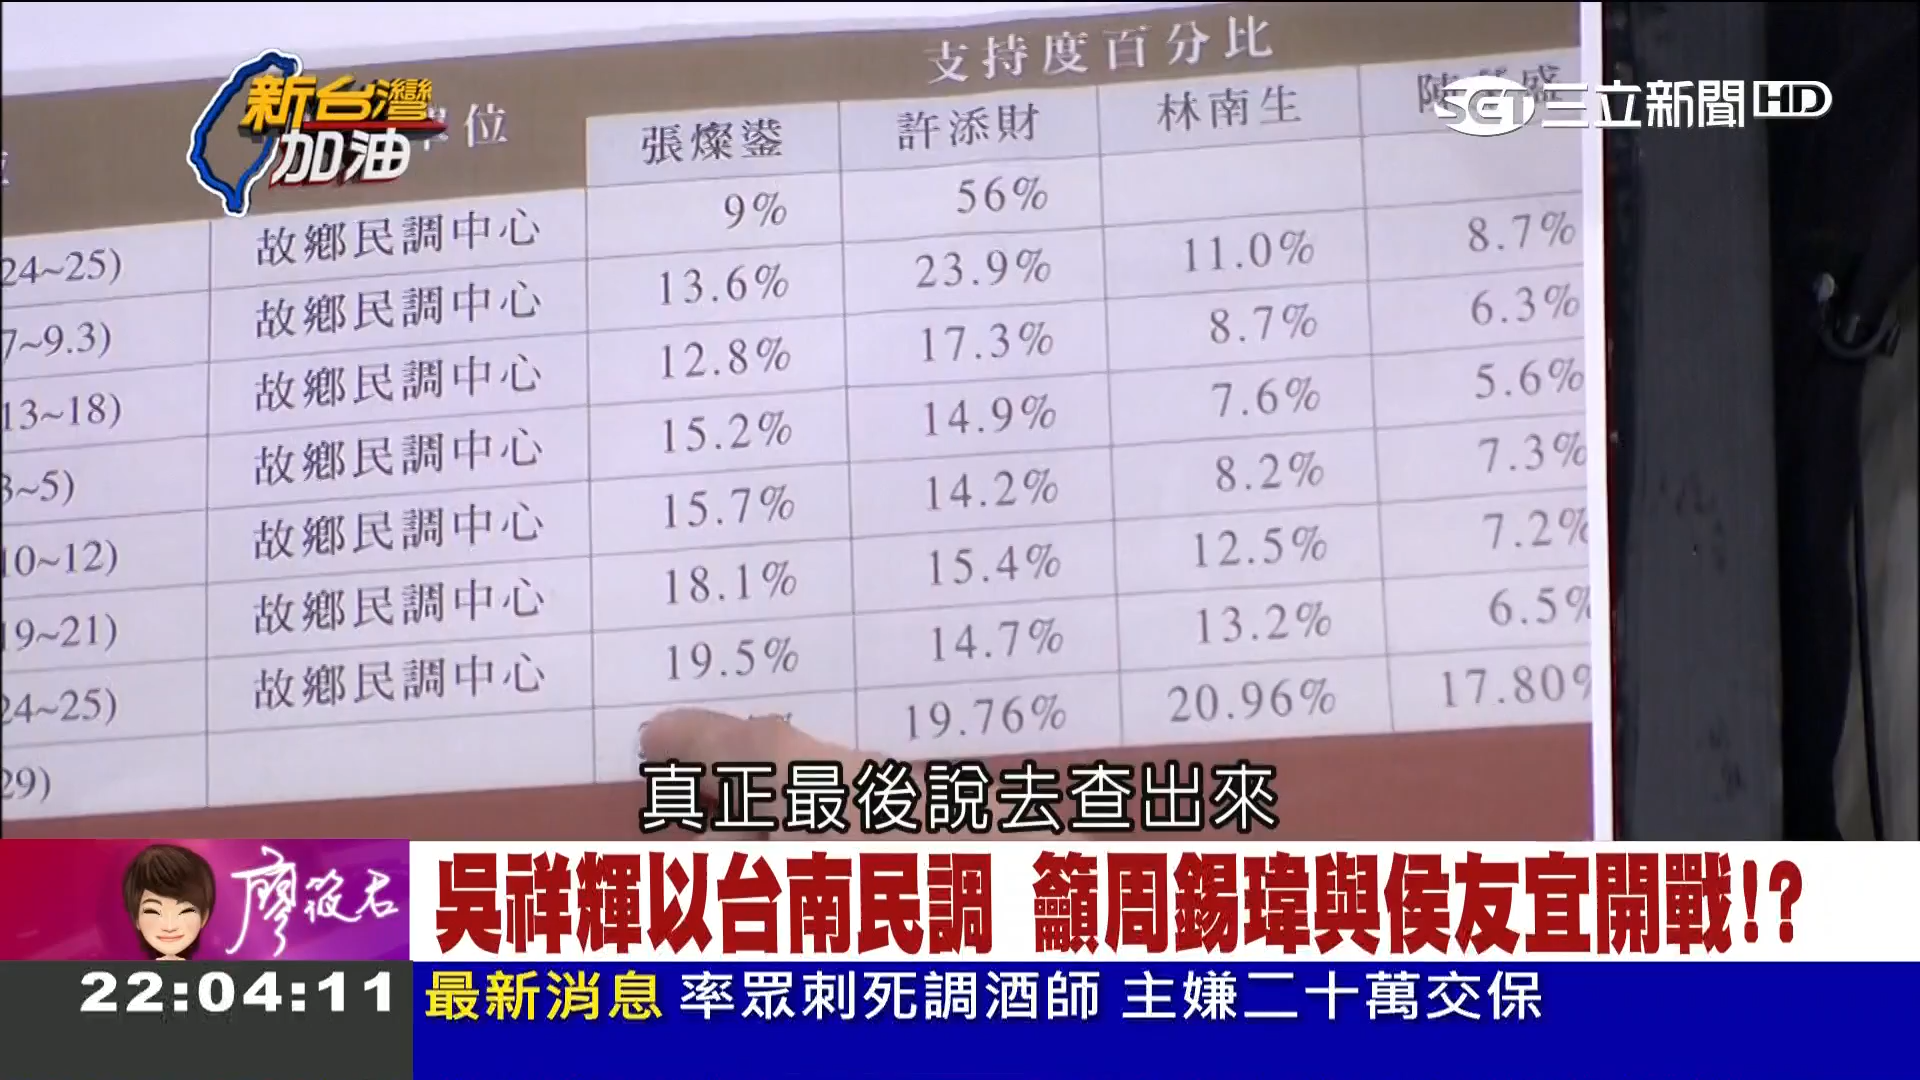 新台灣
加油
SET三立新聞HD
支持度百分比
位 張燦鍙 許添財 林南生
24~25) 故鄉民調中心 9% 56%
7~9.3) 故鄉民調中心 13.6% 23.9% 11.0% 8.7%
13~18) 故鄉民調中心 12.8% 17.3% 8.7% 6.3%
3~5) 故鄉民調中心 15.2% 14.9% 7.6% 5.6%
10~12) 故鄉民調中心 15.7% 14.2% 8.2% 7.3%
19~21) 故鄉民調中心 18.1% 15.4% 12.5% 7.2%
24~25) 故鄉民調中心 19.5% 14.7% 13.2% 6.5%
29) 19.76% 20.96% 17.80%
真正最後說去查出來
廖筱君
吳祥輝以台南民調 籲周錫瑋與侯友宜開戰!?
22:04:11
最新消息 率眾刺死調酒師 主嫌二十萬交保